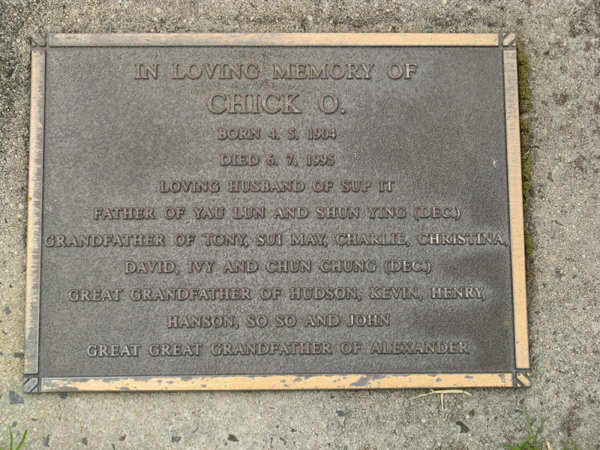 IN LOVING MEMORY OF
CHICK O.
BORN 4. 5. 1904
DIED 6. 7. 1995
LOVING HUSBAND OF SUP IT
FATHER OF YAU LUN AND SHUN YING (DEC.)
GRANDFATHER OF TONY, SUI MAY, CHARLIE, CHRISTINA,
DAVID, IVY AND CHUN CHUNG (DEC.)
GREAT GRANDFATHER OF HUDSON, KEVIN, HENRY,
HANSON, SO SO AND JOHN
GREAT GREAT GRANDFATHER OF ALEXANDER